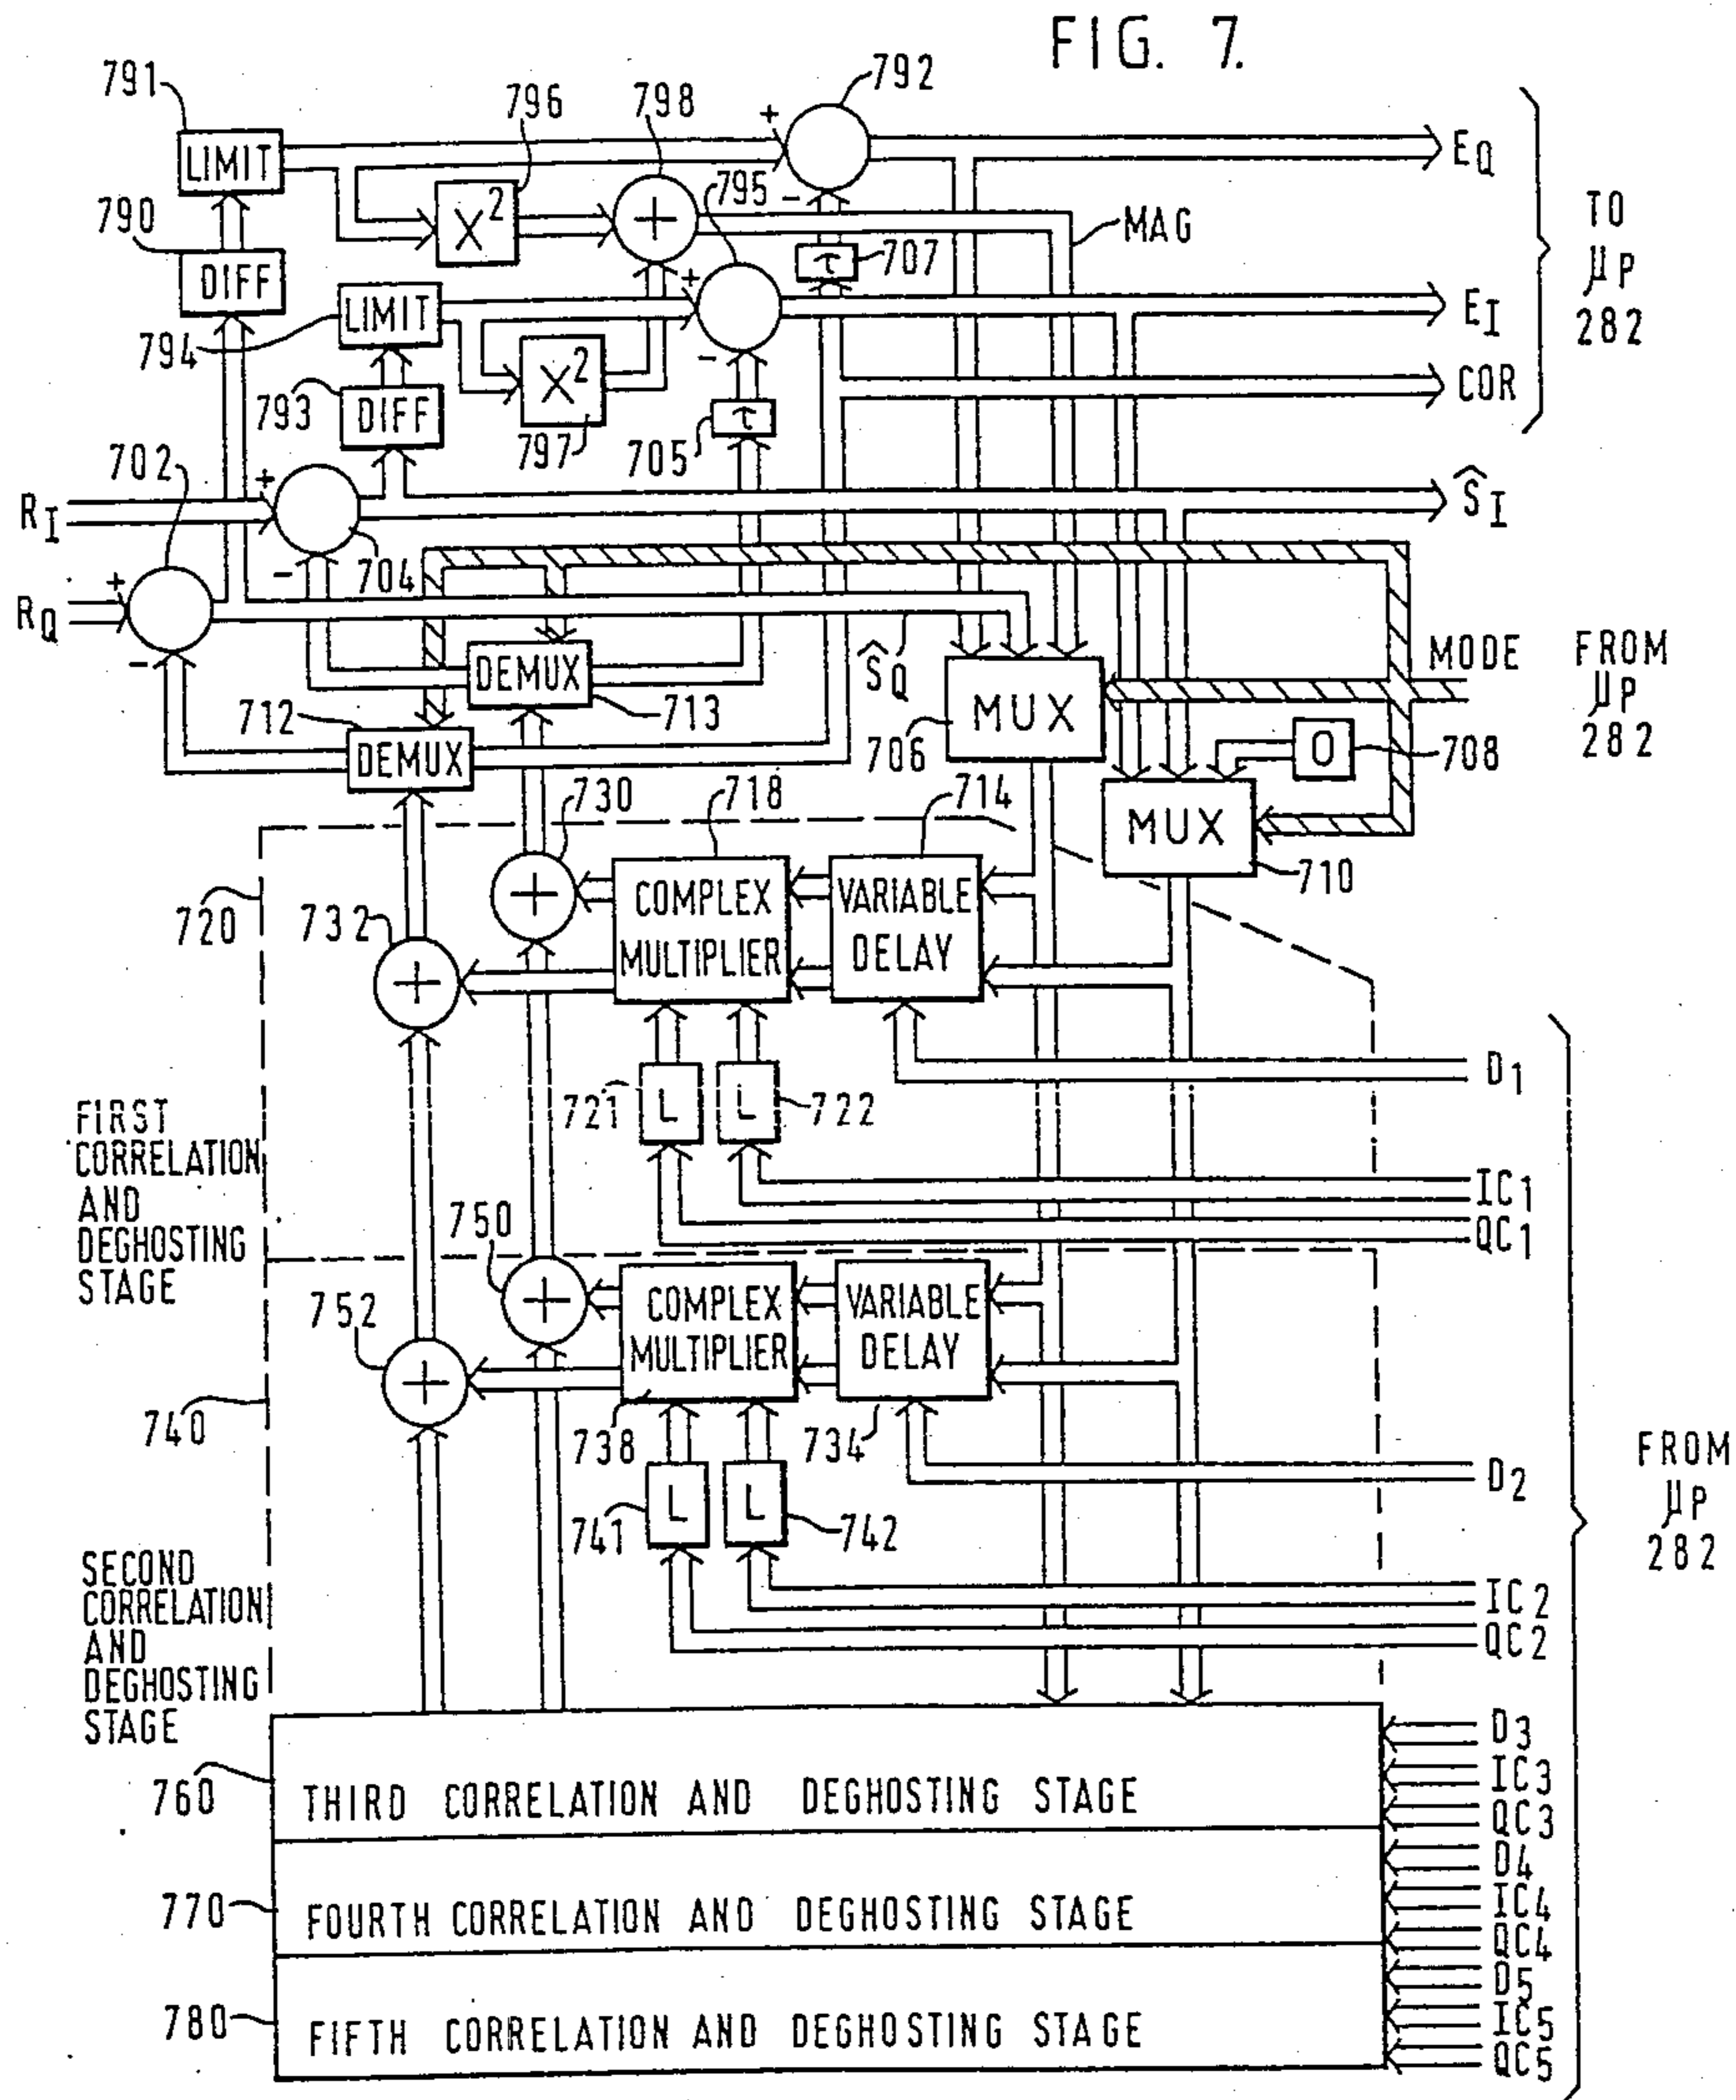 FIG. 7.
791
796
798
792
LIMIT
+
EQ
795
-
790
X2
+
MAG
TO
μP
282
τ
707
DIFF
+
LIMIT
EI
794
X2
-
COR
793
DIFF
τ
702
797
705
+
RI
ŜI
+
-
704
RQ
MODE
FROM
μP
282
-
DEMUX
ŜQ
MUX
712
713
706
O
708
DEMUX
730
718
714
MUX
710
+
COMPLEX
MULTIPLIER
VARIABLE
DELAY
720
732
+
D1
721
L
L
722
FIRST
CORRELATION
AND
DEGHOSTING
STAGE
IC1
750
QC1
+
COMPLEX
MULTIPLIER
VARIABLE
DELAY
752
+
740
738
734
FROM
μP
282
D2
741
L
L
742
SECOND
CORRELATION
AND
DEGHOSTING
STAGE
IC2
QC2
D3
760
THIRD CORRELATION AND DEGHOSTING STAGE
IC3
QC3
D4
770
FOURTH CORRELATION AND DEGHOSTING STAGE
IC4
QC4
D5
780
FIFTH CORRELATION AND DEGHOSTING STAGE
IC5
QC5